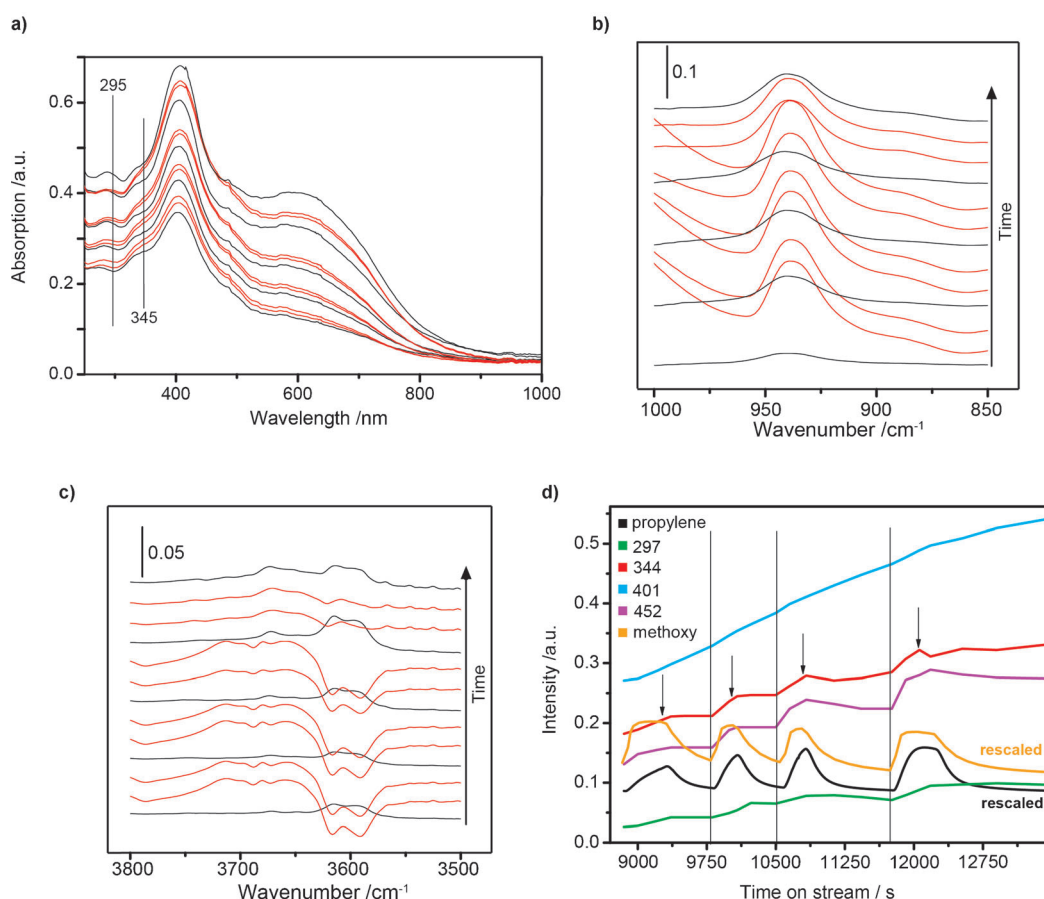 a)
Absorption /a.u.
0.6
0.4
0.2
0.0
295
345
400
600
800
1000
Wavelength /nm
b)
0.1
Time
1000
950
900
850
Wavenumber /cm⁻¹
c)
0.05
Time
3800
3700
3600
3500
Wavenumber /cm⁻¹
d)
Intensity /a.u.
0.5
0.4
0.3
0.2
0.1
0.0
propylene
297
344
401
452
methoxy
rescaled
rescaled
9000
9750
10500
11250
12000
12750
Time on stream / s